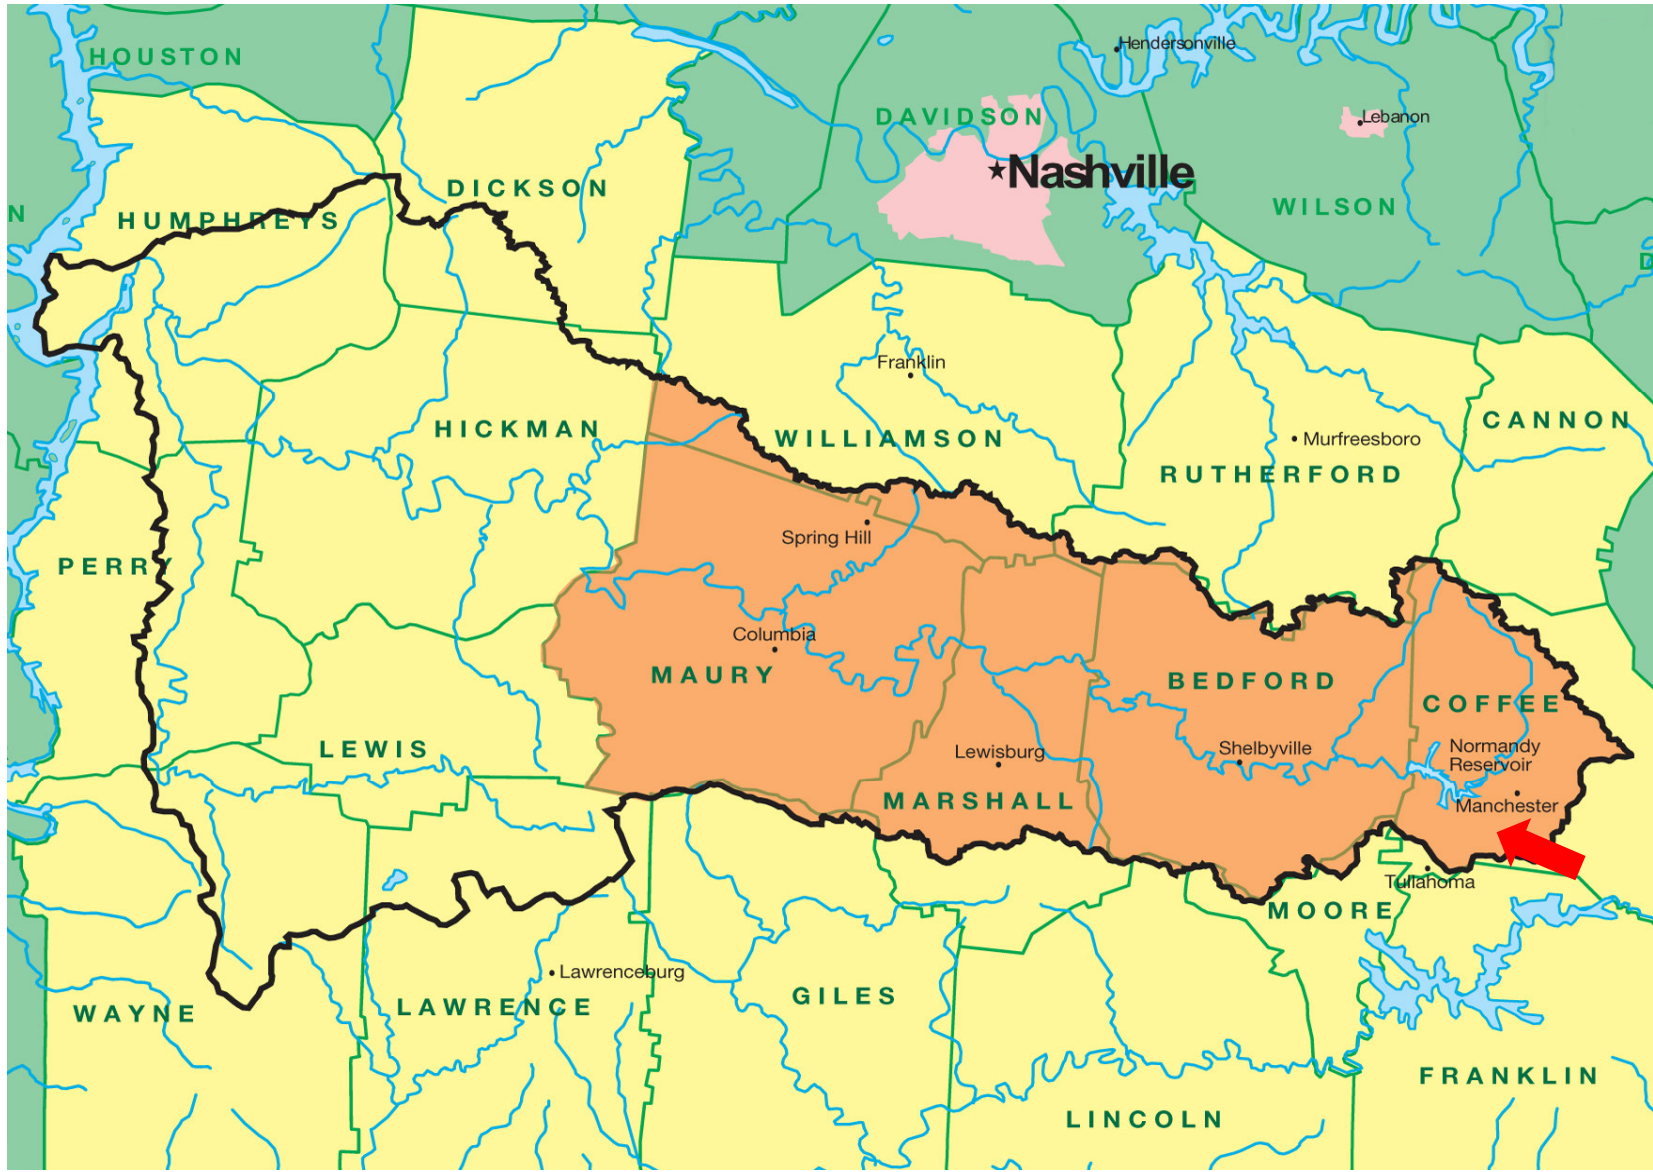 HOUSTON
Hendersonville
DAVIDSON
Lebanon
Nashville
DICKSON
N
HUMPHREYS
WILSON
D
Franklin
HICKMAN
WILLIAMSON
Murfreesboro
CANNON
RUTHERFORD
Spring Hill
PERRY
Columbia
MAURY
BEDFORD
COFFEE
LEWIS
Lewisburg
Shelbyville
Normandy
Reservoir
MARSHALL
Manchester
Tullahoma
MOORE
Lawrenceburg
GILES
LAWRENCE
WAYNE
FRANKLIN
LINCOLN